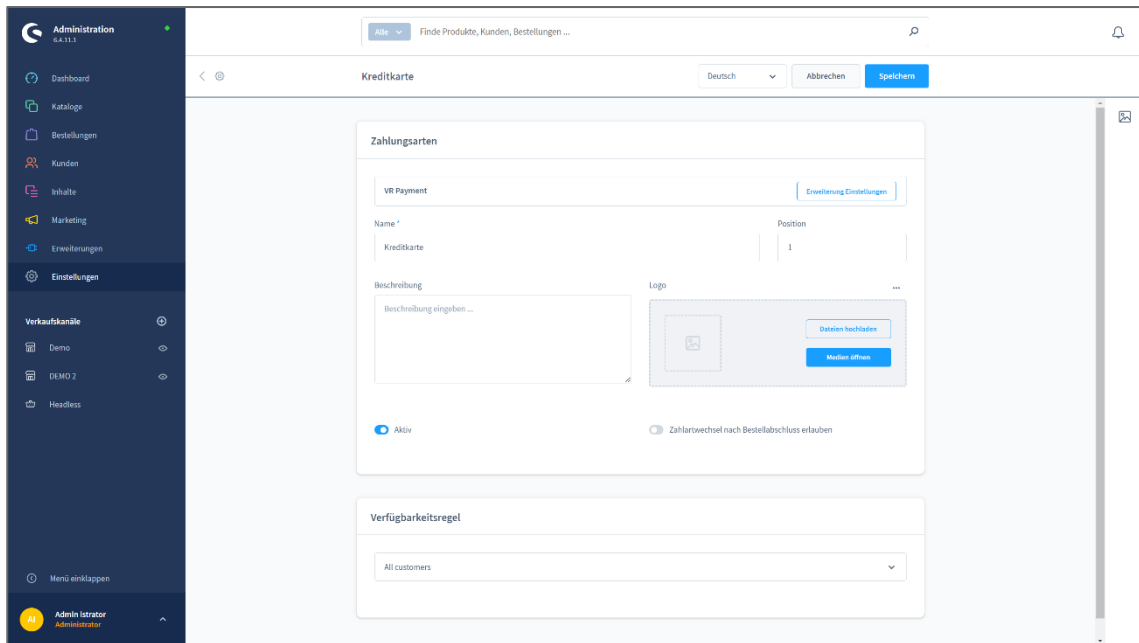 Administration
6.4.11.1
Dashboard
Kataloge
Bestellungen
Kunden
Inhalte
Marketing
Erweiterungen
Einstellungen
Verkaufskanäle
Demo
DEMO 2
Headless
Menü einklappen
AI
Admin istrator
Administrator
Alle
Finde Produkte, Kunden, Bestellungen ...
Kreditkarte
Deutsch
Abbrechen
Speichern
Zahlungsarten
VR Payment
Erweiterung Einstellungen
Name *
Position
Kreditkarte
1
Beschreibung
Logo
...
Beschreibung eingeben ...
Dateien hochladen
Medien öffnen
Aktiv
Zahlartwechsel nach Bestellabschluss erlauben
Verfügbarkeitsregel
All customers